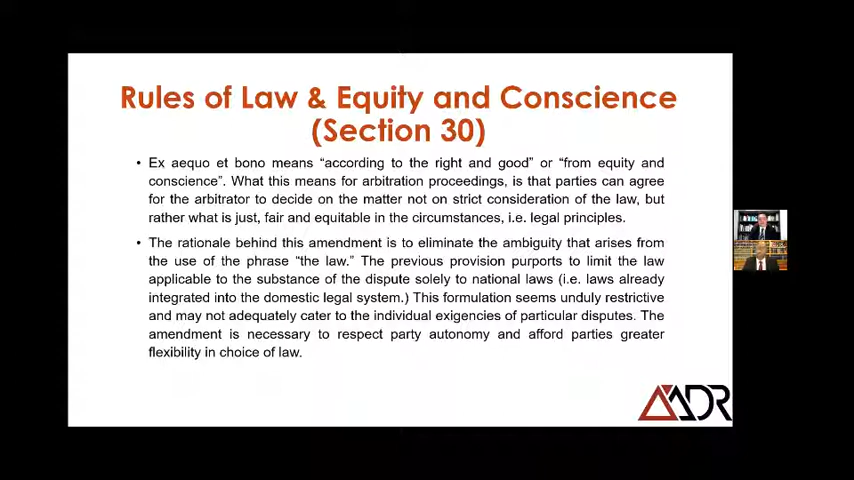 Rules of Law & Equity and Conscience
(Section 30)
• Ex aequo et bono means “according to the right and good” or “from equity and
conscience”. What this means for arbitration proceedings, is that parties can agree
for the arbitrator to decide on the matter not on strict consideration of the law, but
rather what is just, fair and equitable in the circumstances, i.e. legal principles.
• The rationale behind this amendment is to eliminate the ambiguity that arises from
the use of the phrase “the law.” The previous provision purports to limit the law
applicable to the substance of the dispute solely to national laws (i.e. laws already
integrated into the domestic legal system.) This formulation seems unduly restrictive
and may not adequately cater to the individual exigencies of particular disputes. The
amendment is necessary to respect party autonomy and afford parties greater
flexibility in choice of law.
AADR